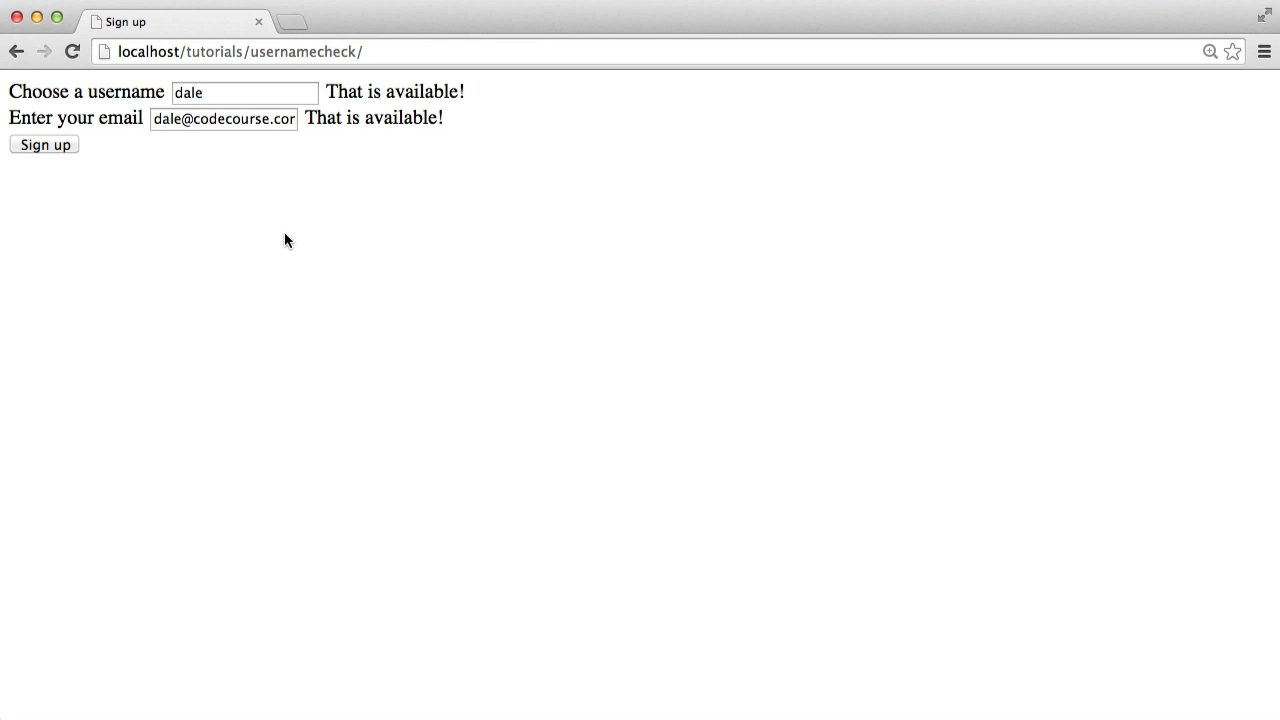 Sign up
localhost/tutorials/usernamecheck/
Choose a username dale That is available!
Enter your email dale@codecourse.cor That is available!
Sign up